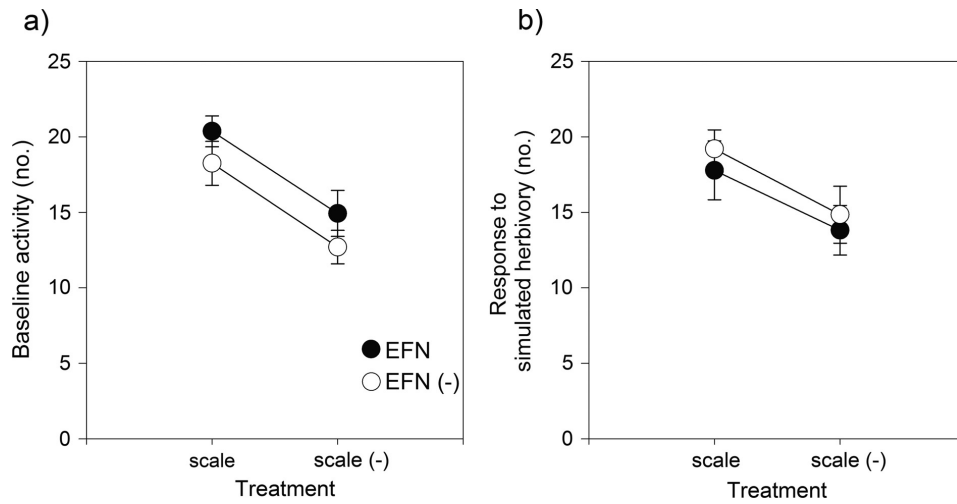 a)
25
20
15
10
5
0
Baseline activity (no.)
EFN
EFN (-)
scale
scale (-)
Treatment
b)
25
20
15
10
5
0
Response to
simulated herbivory (no.)
scale
scale (-)
Treatment